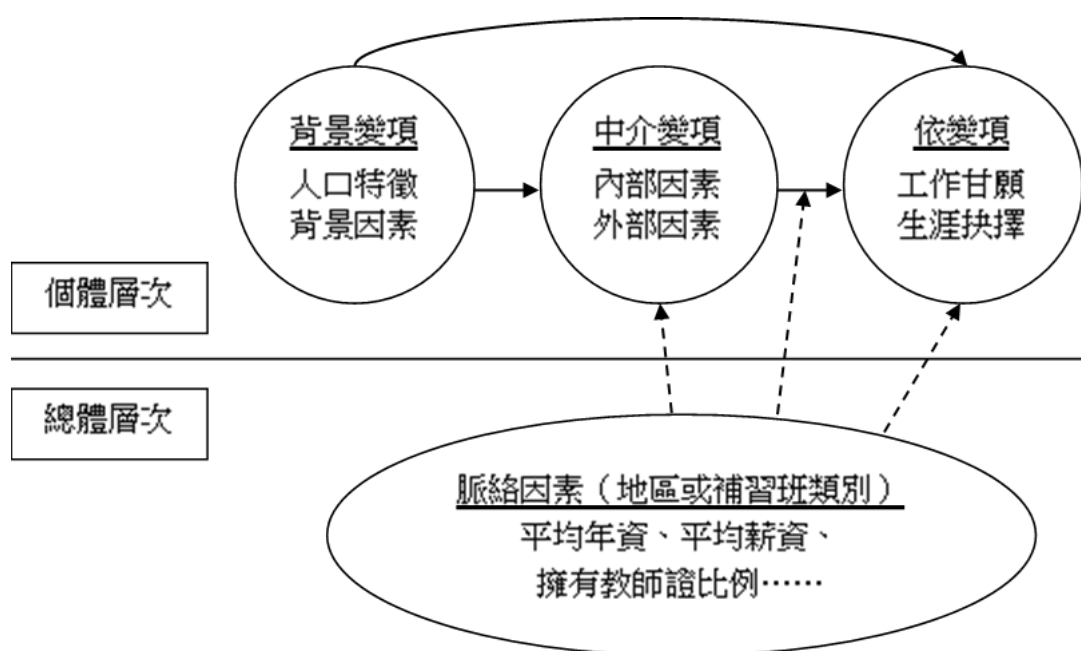 背景變項
人口特徵
背景因素
中介變項
內部因素
外部因素
依變項
工作甘願
生涯抉擇
個體層次
總體層次
脈絡因素（地區或補習班類別）
平均年資、平均薪資、
擁有教師證比例……